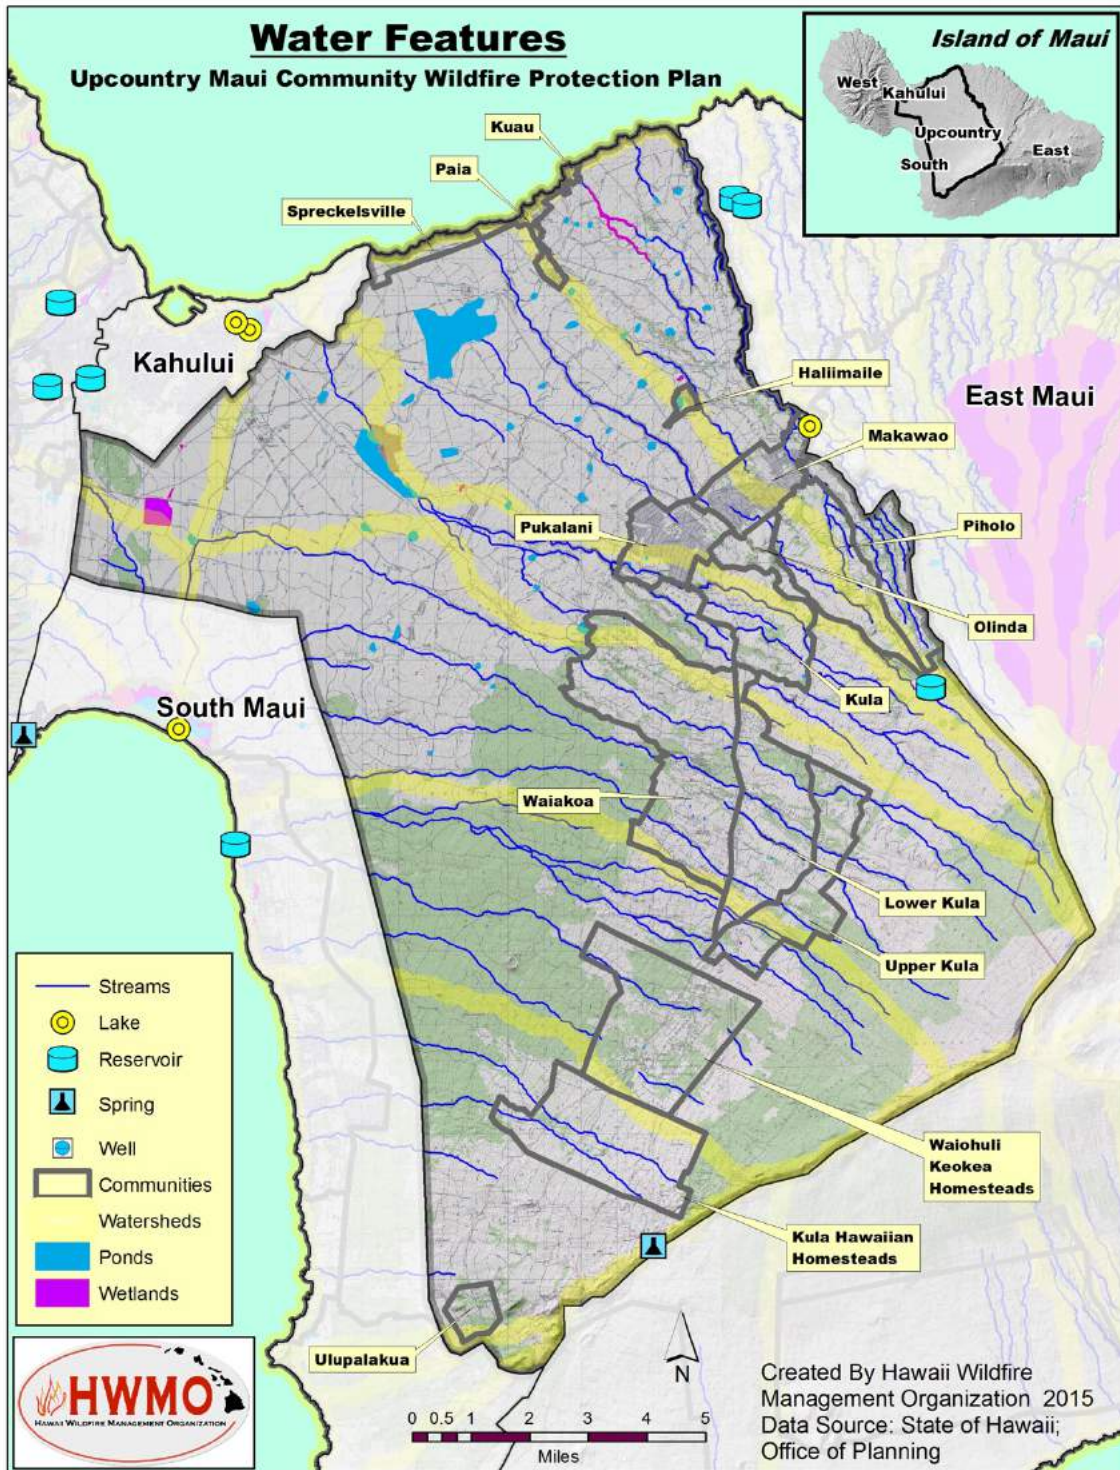 Water Features
Upcountry Maui Community Wildfire Protection Plan
Island of Maui
West
Kahului
Upcountry
South
East
Kuau
Paia
Spreckelsville
Kahului
Haliimaile
East Maui
Makawao
Pukalani
Piholo
Olinda
Kula
South Maui
Waiakoa
Lower Kula
Upper Kula
Waiohuli
Keokea
Homesteads
Kula Hawaiian
Homesteads
Ulupalakua
Streams
Lake
Reservoir
Spring
Well
Communities
Watersheds
Ponds
Wetlands
HWMO
HAWAII WILDFIRE MANAGEMENT ORGANIZATION
N
0 0.5 1 2 3 4 5
Miles
Created By Hawaii Wildfire
Management Organization 2015
Data Source: State of Hawaii;
Office of Planning